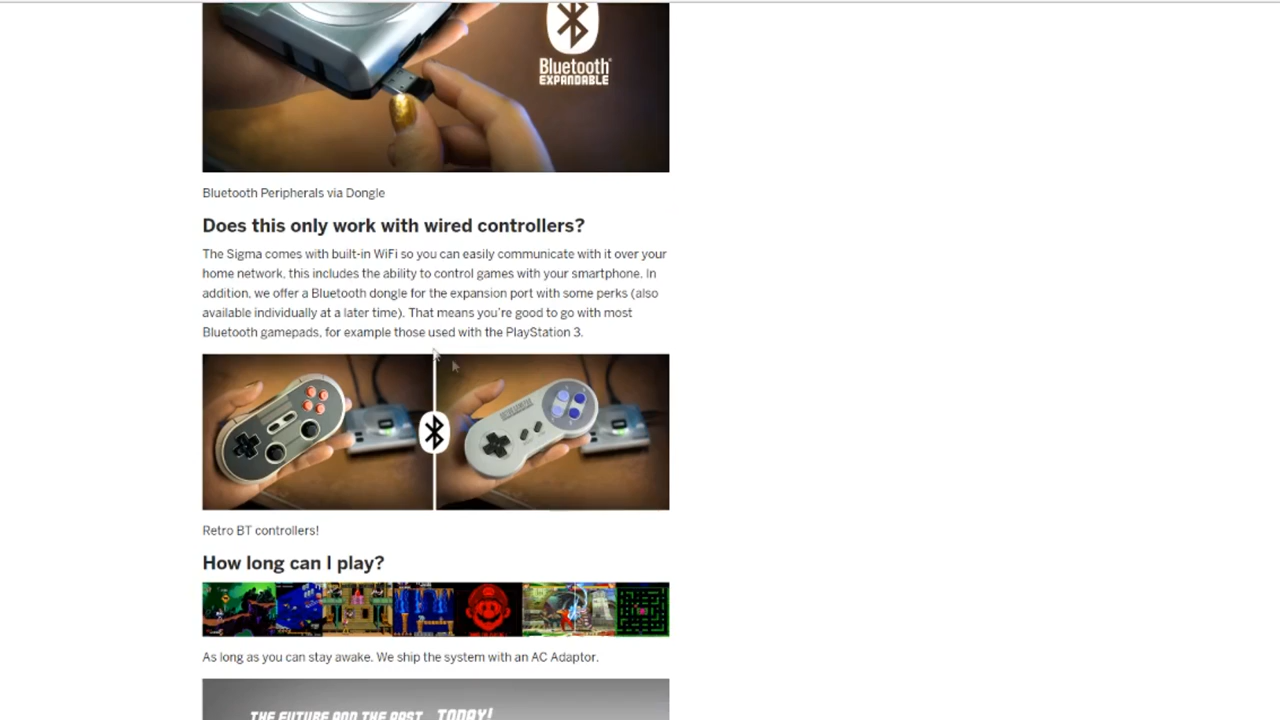 Bluetooth®
EXPANDABLE
Bluetooth Peripherals via Dongle
Does this only work with wired controllers?
The Sigma comes with built-in WiFi so you can easily communicate with it over your
home network, this includes the ability to control games with your smartphone. In
addition, we offer a Bluetooth dongle for the expansion port with some perks (also
available individually at a later time). That means you're good to go with most
Bluetooth gamepads, for example those used with the PlayStation 3.
Retro BT controllers!
How long can I play?
As long as you can stay awake. We ship the system with an AC Adaptor.
THE FUTURE AND THE PAST... TODAY!